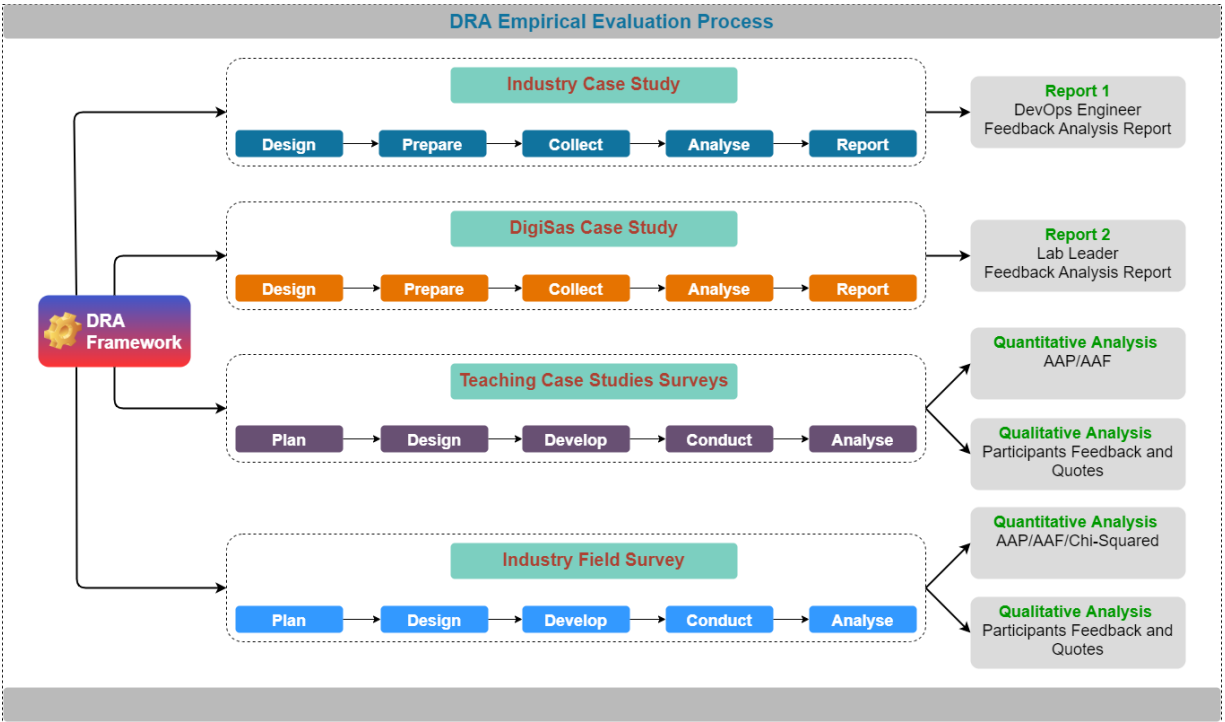 DRA Empirical Evaluation Process
Industry Case Study
Design
Prepare
Collect
Analyse
Report
Report 1
DevOps Engineer
Feedback Analysis Report
DigiSas Case Study
Design
Prepare
Collect
Analyse
Report
Report 2
Lab Leader
Feedback Analysis Report
DRA
Framework
Teaching Case Studies Surveys
Plan
Design
Develop
Conduct
Analyse
Quantitative Analysis
AAP/AAF
Qualitative Analysis
Participants Feedback and
Quotes
Industry Field Survey
Plan
Design
Develop
Conduct
Analyse
Quantitative Analysis
AAP/AAF/Chi-Squared
Qualitative Analysis
Participants Feedback and
Quotes